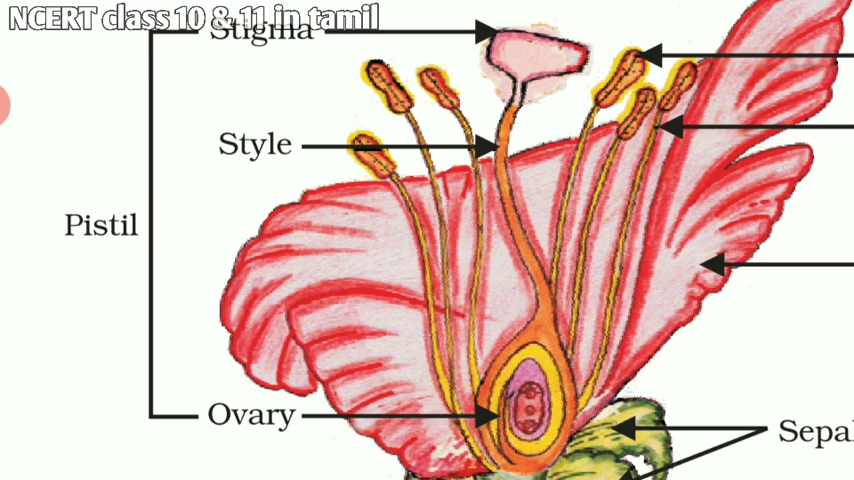 NCERT class 10 & 11 in tamil
Stigma
Style
Pistil
Ovary
Sepal